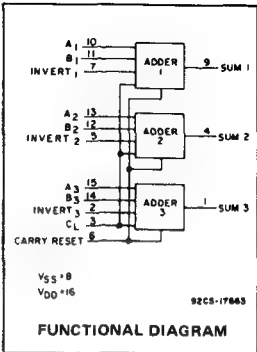 A1 10
B1 11
INVERT1 7
ADDER
1
9 SUM 1
A2 13
B2 12
INVERT2 5
ADDER
2
4 SUM 2
A3 15
B3 14
INVERT3 2
CL 3
CARRY RESET 6
ADDER
3
1 SUM 3
VSS = 8
VDD = 16
92CS-17665
FUNCTIONAL DIAGRAM